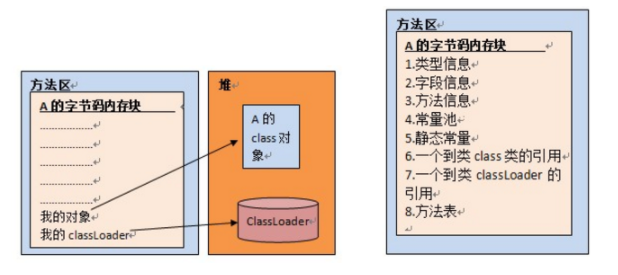 方法区
A 的字节码内存块
....................
....................
....................
....................
....................
我的对象
我的 classLoader
堆
A 的
class 对
象
ClassLoader
方法区
A 的字节码内存块
1.类型信息
2.字段信息
3.方法信息
4.常量池
5.静态常量
6.一个到类 class 类的引用
7.一个到类 classLoader 的
引用
8.方法表